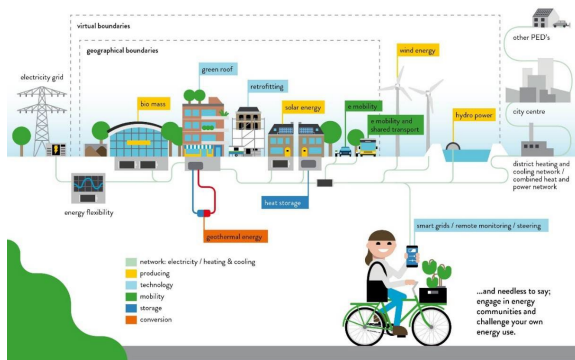 virtual boundaries
geographical boundaries
electricity grid
green roof
retrofitting
bio mass
solar energy
e mobility
e mobility and
shared transport
wind energy
hydro power
other PED's
city centre
district heating and
cooling network /
combined heat and
power network
energy flexibility
heat storage
geothermal energy
smart grids / remote monitoring / steering
network: electricity / heating & cooling
producing
technology
mobility
storage
conversion
...and needless to say;
engage in energy
communities and
challenge your own
energy use.